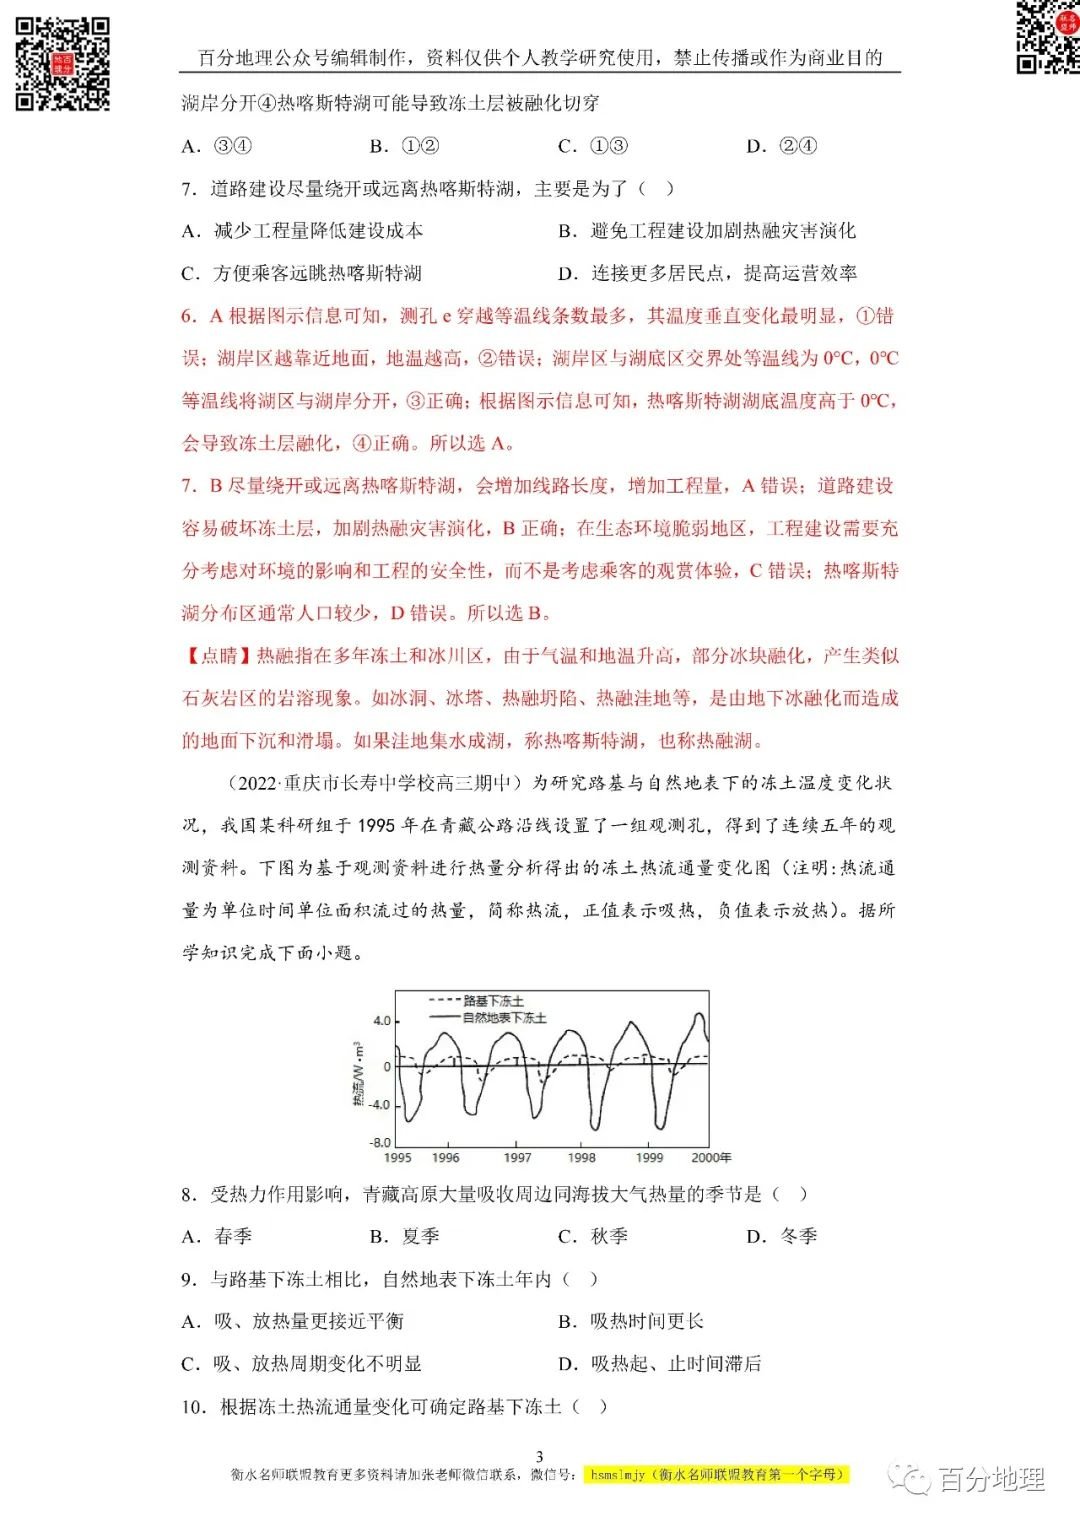 百分地理公众号编辑制作，资料仅供个人教学研究使用，禁止传播或作为商业目的
湖岸分开④热喀斯特湖可能导致冻土层被融化切穿
A．③④ B．①② C．①③ D．②④
7．道路建设尽量绕开或远离热喀斯特湖，主要是为了（ ）
A．减少工程量降低建设成本 B．避免工程建设加剧热融灾害演化
C．方便乘客远眺热喀斯特湖 D．连接更多居民点，提高运营效率
6．A 根据图示信息可知，测孔 e 穿越等温线条数最多，其温度垂直变化最明显，①错
误；湖岸区越靠近地面，地温越高，②错误；湖岸区与湖底区交界处等温线为 0°C，0℃
等温线将湖区与湖岸分开，③正确；根据图示信息可知，热喀斯特湖湖底温度高于 0℃，
会导致冻土层融化，④正确。所以选 A。
7．B 尽量绕开或远离热喀斯特湖，会增加线路长度，增加工程量，A 错误；道路建设
容易破坏冻土层，加剧热融灾害演化，B 正确；在生态环境脆弱地区，工程建设需要充
分考虑对环境的影响和工程的安全性，而不是考虑乘客的观赏体验，C 错误；热喀斯特
湖分布区通常人口较少，D 错误。所以选 B。
【点睛】热融指在多年冻土和冰川区，由于气温和地温升高，部分冰块融化，产生类似
石灰岩区的岩溶现象。如冰洞、冰塔、热融坍陷、热融洼地等，是由地下冰融化而造成
的地面下沉和滑塌。如果洼地集水成湖，称热喀斯特湖，也称热融湖。
（2022·重庆市长寿中学校高三期中）为研究路基与自然地表下的冻土温度变化状
况，我国某科研组于 1995 年在青藏公路沿线设置了一组观测孔，得到了连续五年的观
测资料。下图为基于观测资料进行热量分析得出的冻土热流通量变化图（注明:热流通
量为单位时间单位面积流过的热量，简称热流，正值表示吸热，负值表示放热）。据所
学知识完成下面小题。
路基下冻土
自然地表下冻土
4.0
0
-4.0
-8.0
热流/W·m³
1995 1996 1997 1998 1999 2000年
8．受热力作用影响，青藏高原大量吸收周边同海拔大气热量的季节是（ ）
A．春季 B．夏季 C．秋季 D．冬季
9．与路基下冻土相比，自然地表下冻土年内（ ）
A．吸、放热量更接近平衡 B．吸热时间更长
C．吸、放热周期变化不明显 D．吸热起、止时间滞后
10．根据冻土热流通量变化可确定路基下冻土（ ）
3
衡水名师联盟教育更多资料请加张老师微信联系，微信号： hsmslmjy（衡水名师联盟教育第一个字母）
百分地理